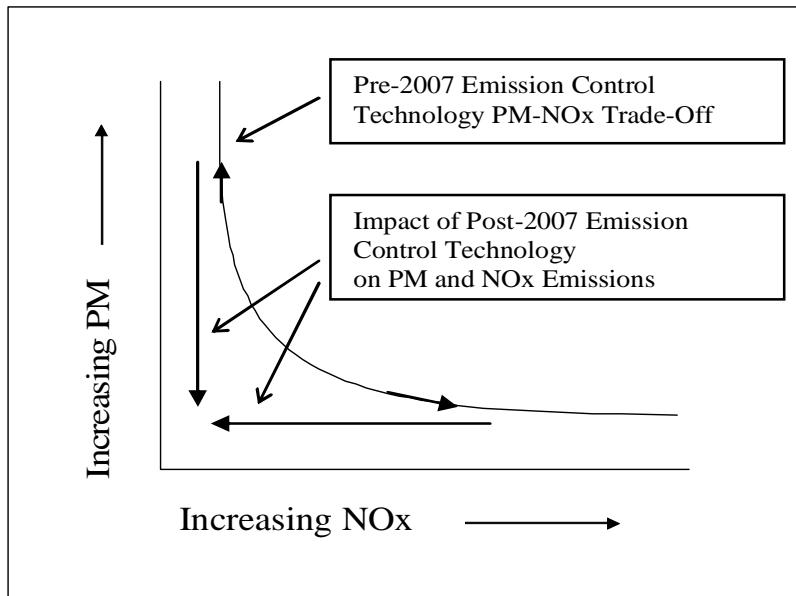 Pre-2007 Emission Control
Technology PM-NOx Trade-Off
Impact of Post-2007 Emission
Control Technology
on PM and NOx Emissions
Increasing PM
Increasing NOx